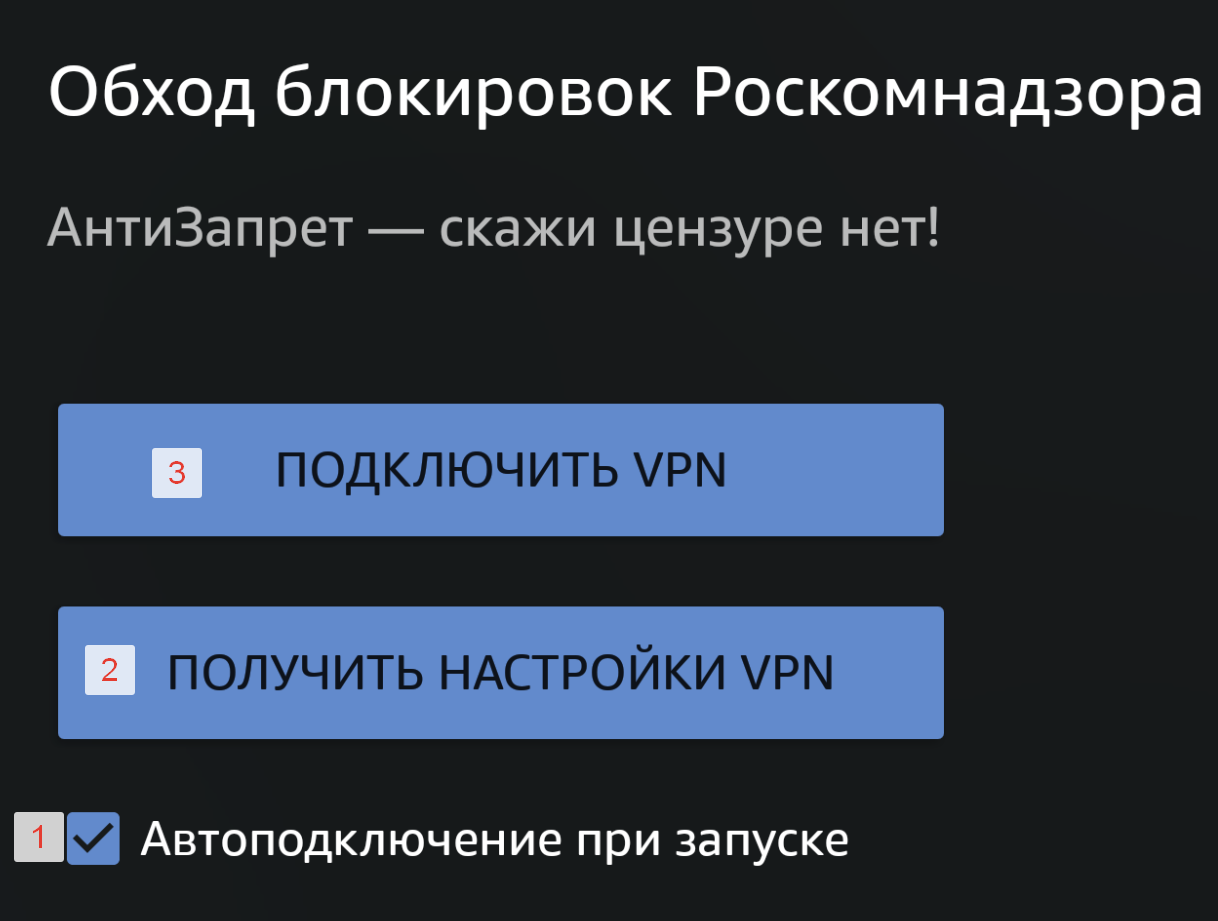 Обход блокировок Роскомнадзора
АнтиЗапрет — скажи цензуре нет!
3 ПОДКЛЮЧИТЬ VPN
2 ПОЛУЧИТЬ НАСТРОЙКИ VPN
1 Автоподключение при запуске